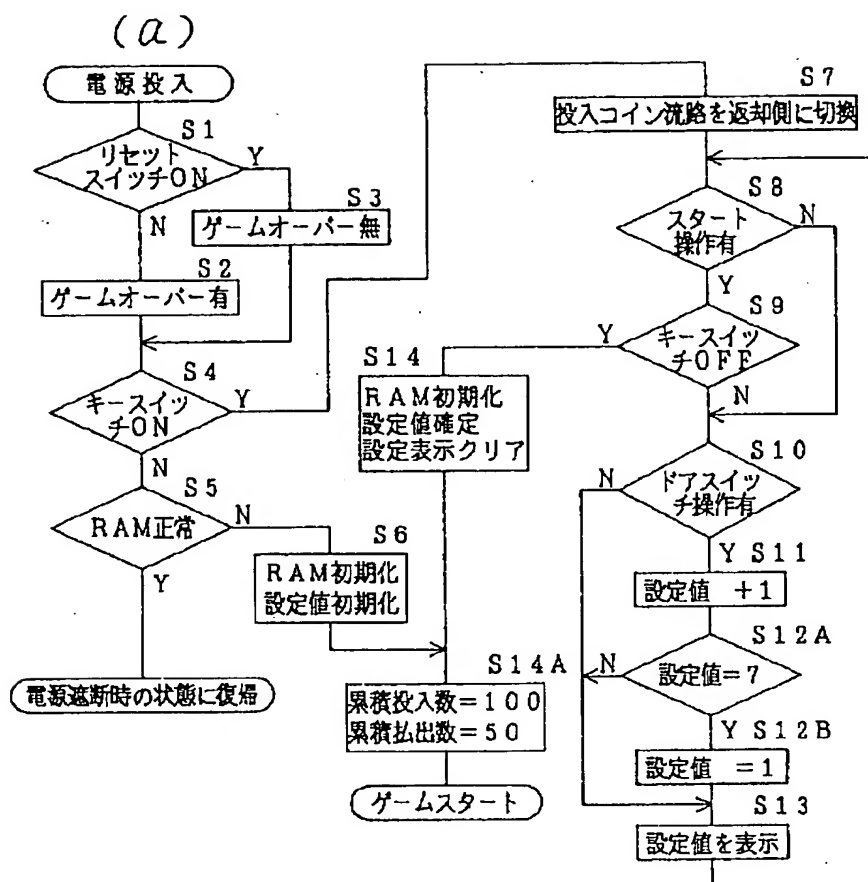 (a)
電源投入
S1
リセット
スイッチON
Y
N
S3
ゲームオーバー無
S2
ゲームオーバー有
S4
キースイッ
チON
Y
N
S5
RAM正常
N
Y
S6
RAM初期化
設定値初期化
電源遮断時の状態に復帰
S14
RAM初期化
設定値確定
設定表示クリア
S14A
累積投入数=100
累積払出数=50
ゲームスタート
S7
投入コイン流路を返却側に切換
S8
スタート
操作有
N
Y
S9
キースイッ
チOFF
Y
N
S10
ドアスイッ
チ操作有
N
Y S11
設定値 +1
S12A
設定値=7
N
Y S12B
設定値 =1
S13
設定値を表示